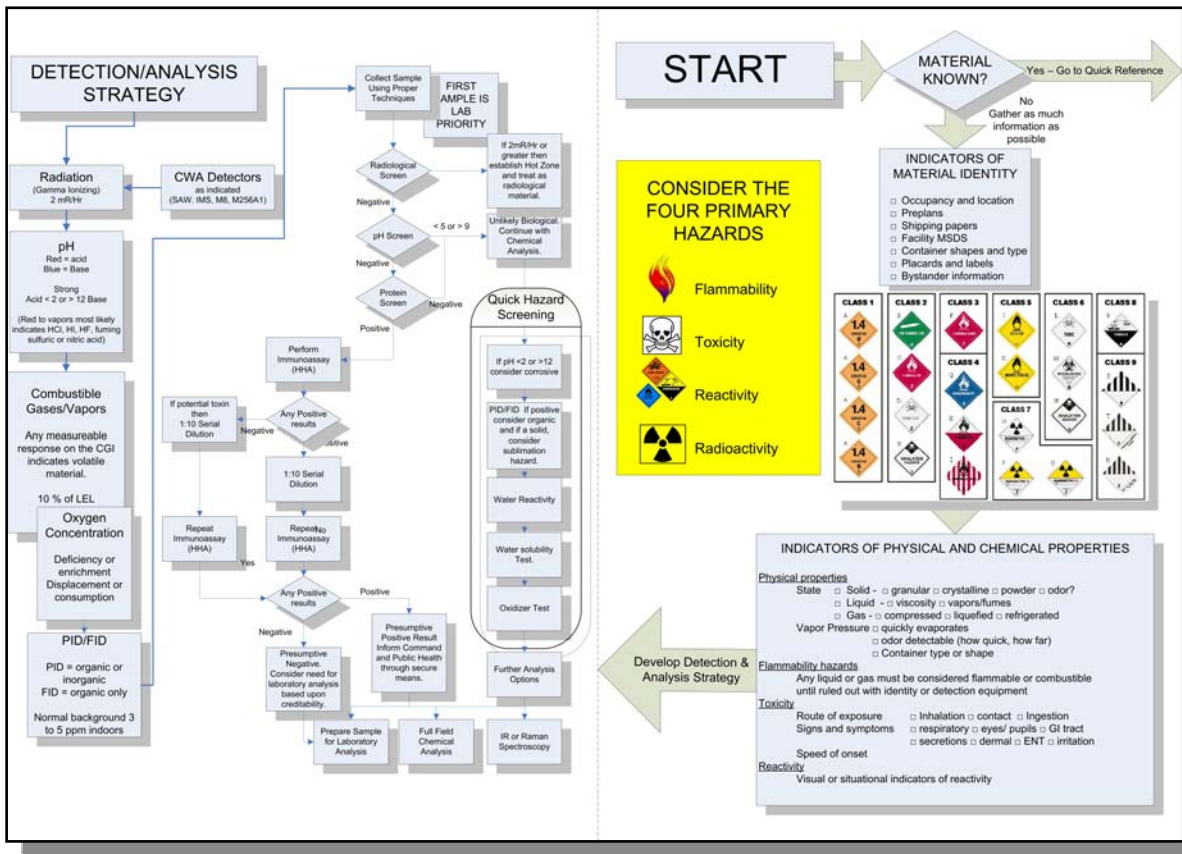 DETECTION/ANALYSIS
STRATEGY
Radiation
(Gamma Ionizing)
2 mR/Hr
CWA Detectors
as indicated
(SAW. IMS, M8, M256A1)
pH
Red = acid
Blue = Base
Strong
Acid < 2 or > 12 Base
(Red to vapors most likely
indicates HCl, HI, HF, fuming
sulfuric or nitric acid)
Combustible
Gases/Vapors
Any measureable
response on the CGI
indicates volatile
material.
10 % of LEL
Oxygen
Concentration
Deficiency or
enrichment
Displacement or
consumption
PID/FID
PID = organic or
inorganic
FID = organic only
Normal background 3
to 5 ppm indoors
Collect Sample
Using Proper
Techniques
FIRST
AMPLE IS
LAB
PRIORITY
Radiological
Screen
If 2mR/Hr or
greater then
establish Hot Zone
and treat as
radiological
material.
Negative
pH Screen
< 5 or > 9
Unlikely Biological.
Continue with
Chemical
Analysis.
Negative
Protein
Screen
Negative
Positive
Perform
Immunoassay
(HHA)
If potential toxin
then
1:10 Serial
Dilution
Negative
Any Positive
results
ositive
1:10 Serial
Dilution
Repeat
Immunoassay
(HHA)
Repeat
Immunoassay
(HHA)
No
Yes
Any Positive
results
Positive
Negative
Presumptive
Negative.
Consider need for
laboratory analysis
based upon
creditability.
Presumptive
Positive Result
Inform Command
and Public Health
through secure
means.
Prepare Sample
for Laboratory
Analysis
Full Field
Chemical
Analysis
Quick Hazard
Screening
If pH <2 or >12
consider corrosive
PID/FID If positive
consider organic
and if a solid,
consider
sublimation
hazard.
Water Reactivity
Water solubility
Test.
Oxidizer Test
Further Analysis
Options
IR or Raman
Spectroscopy
START
MATERIAL
KNOWN?
Yes – Go to Quick Reference
No
Gather as much
information as
possible
INDICATORS OF
MATERIAL IDENTITY
□ Occupancy and location
□ Preplans
□ Shipping papers
□ Facility MSDS
□ Container shapes and type
□ Placards and labels
□ Bystander information
CONSIDER THE
FOUR PRIMARY
HAZARDS
Flammability
Toxicity
Reactivity
Radioactivity
CLASS 1
1.4
1.4
1.4
1.4
CLASS 2
CLASS 3
CLASS 4
CLASS 5
CLASS 7
CLASS 6
CLASS 8
CLASS 9
INDICATORS OF PHYSICAL AND CHEMICAL PROPERTIES
Physical properties
State □ Solid - □ granular □ crystalline □ powder □ odor?
□ Liquid - □ viscosity □ vapors/fumes
□ Gas - □ compressed □ liquefied □ refrigerated
Vapor Pressure □ quickly evaporates
□ odor detectable (how quick, how far)
□ Container type or shape
Flammability hazards
Any liquid or gas must be considered flammable or combustible
until ruled out with identity or detection equipment
Toxicity
Route of exposure □ Inhalation □ contact □ Ingestion
Signs and symptoms □ respiratory □ eyes/ pupils □ GI tract
□ secretions □ dermal □ ENT □ irritation
Speed of onset
Reactivity
Visual or situational indicators of reactivity
Develop Detection &
Analysis Strategy